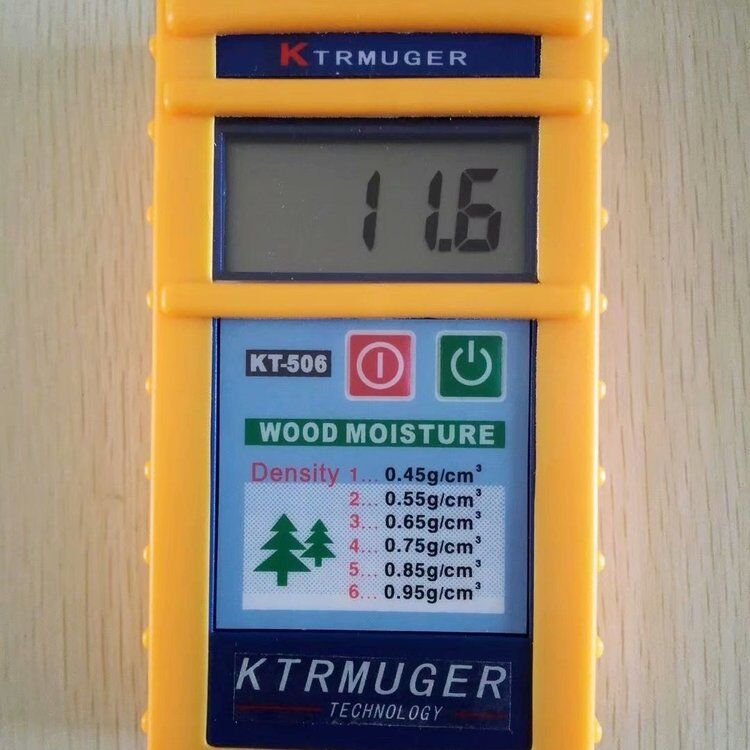 KTRMUGER
11.6
KT-506
WOOD MOISTURE
Density 1... 0.45g/cm³
2... 0.55g/cm³
3... 0.65g/cm³
4... 0.75g/cm³
5... 0.85g/cm³
6... 0.95g/cm³
KTRMUGER
TECHNOLOGY